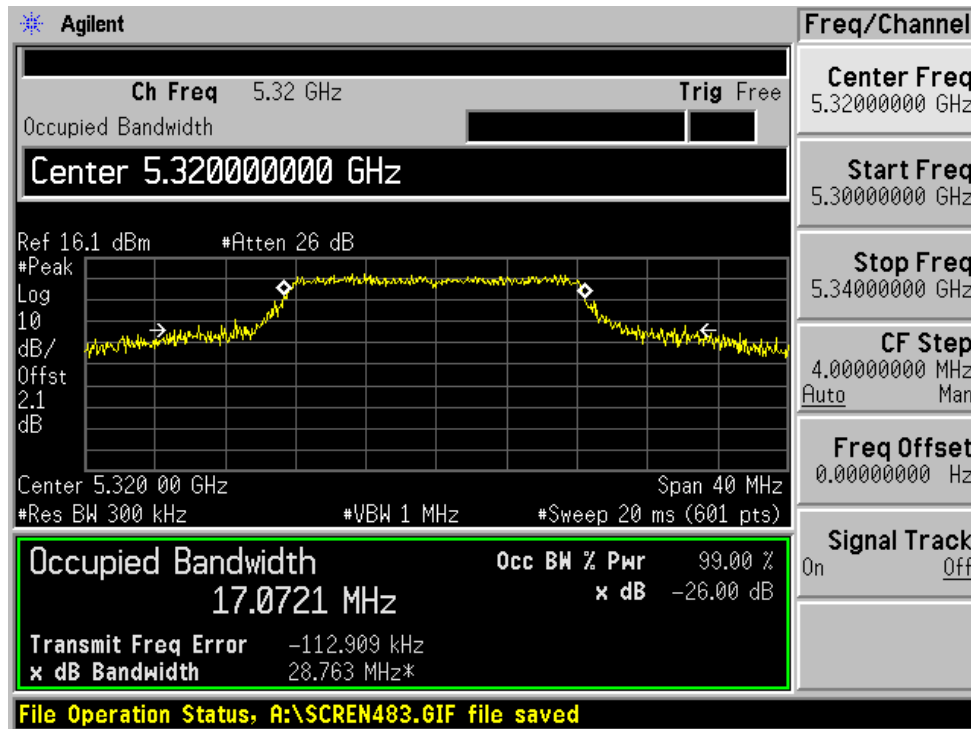 Agilent
Freq/Channel
Ch Freq 5.32 GHz Trig Free
Occupied Bandwidth
Center 5.320000000 GHz
Ref 16.1 dBm #Atten 26 dB
#Peak
Log
10
dB/
Offst
2.1
dB
Center 5.320 00 GHz Span 40 MHz
#Res BW 300 kHz #VBW 1 MHz #Sweep 20 ms (601 pts)
Occupied Bandwidth
17.0721 MHz
Occ BW % Pwr 99.00 %
x dB -26.00 dB
Transmit Freq Error -112.909 kHz
x dB Bandwidth 28.763 MHz*
File Operation Status, A:\SCREN483.GIF file saved
Center Freq
5.32000000 GHz
Start Freq
5.30000000 GHz
Stop Freq
5.34000000 GHz
CF Step
4.00000000 MHz
Auto Man
Freq Offset
0.00000000 Hz
Signal Track
On Off